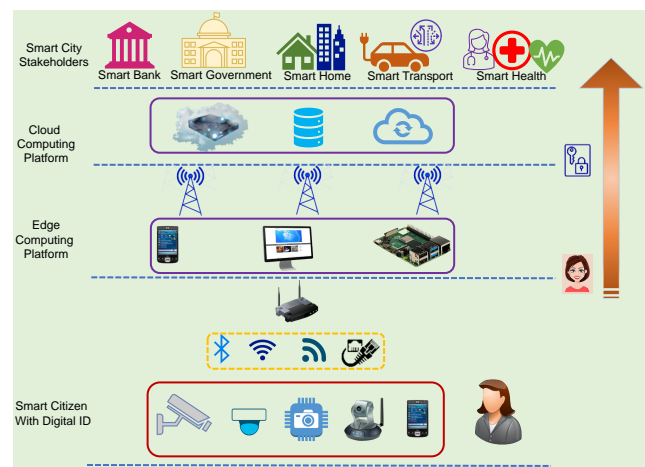 Smart City
Stakeholders
Smart Bank
Smart Government
Smart Home
Smart Transport
Smart Health
Cloud
Computing
Platform
Edge
Computing
Platform
Smart Citizen
With Digital ID